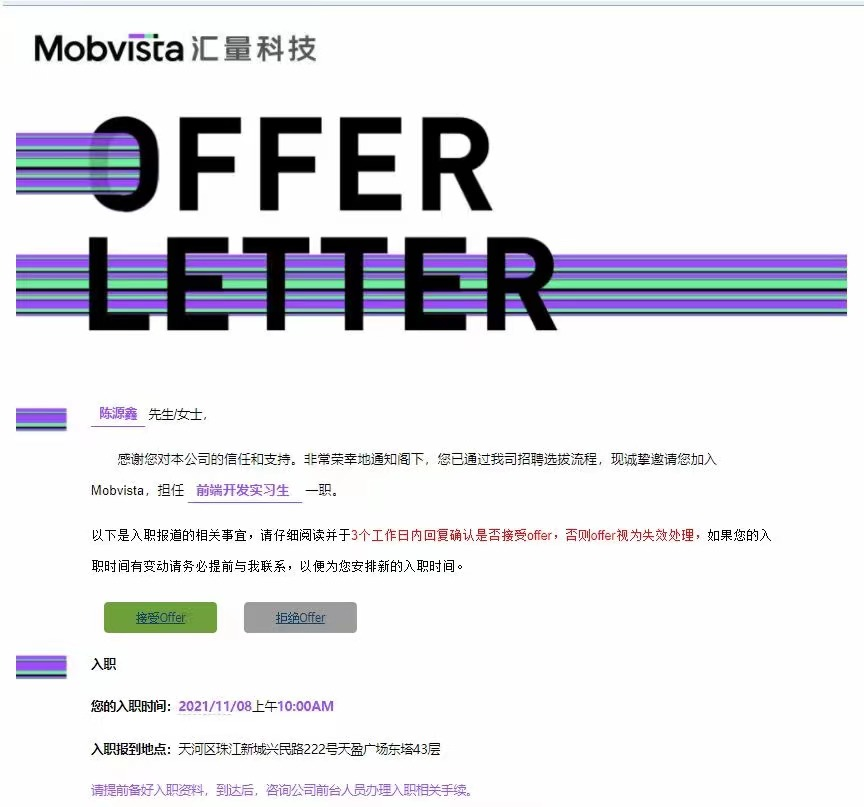 Mobvista 汇量科技
OFFER
LETTER
陈源鑫 先生/女士,
感谢您对本公司的信任和支持。非常荣幸地通知阁下，您已通过我司招聘选拔流程，现诚挚邀请您加入
Mobvista，担任 前端开发实习生 一职。
以下是入职报道的相关事宜，请仔细阅读并于3个工作日内回复确认是否接受offer，否则offer视为失效处理，如果您的入
职时间有变动请务必提前与我联系，以便为您安排新的入职时间。
接受Offer 拒绝Offer
入职
您的入职时间：2021/11/08上午10:00AM
入职报到地点：天河区珠江新城兴民路222号天盈广场东塔43层
请提前备好入职资料，到达后，咨询公司前台人员办理入职相关手续。